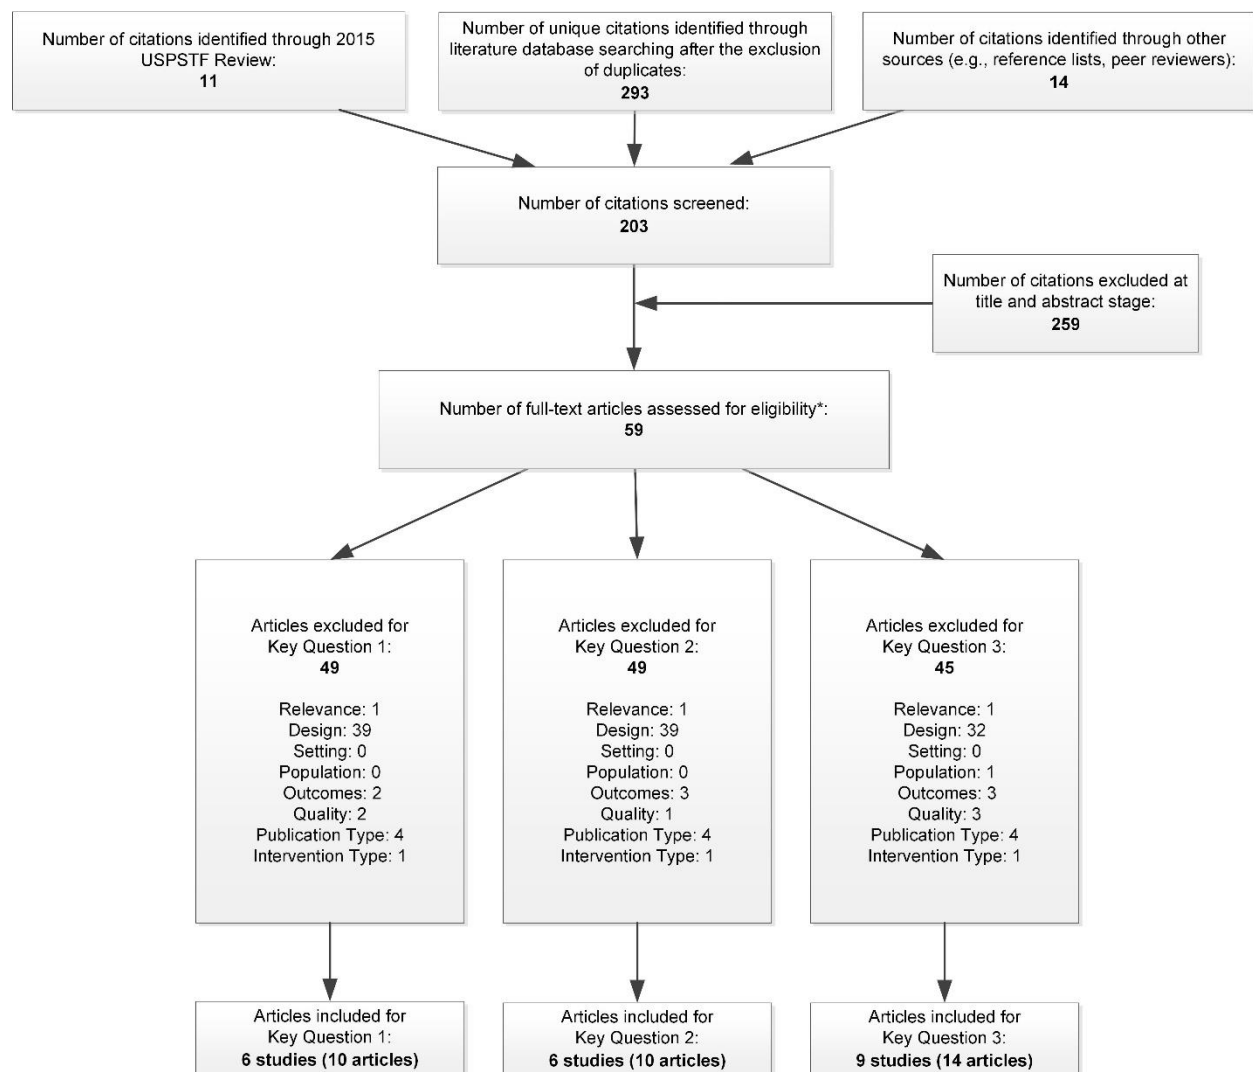 Number of citations identified through 2015
USPSTF Review:
11
Number of unique citations identified through
literature database searching after the exclusion
of duplicates:
293
Number of citations identified through other
sources (e.g., reference lists, peer reviewers):
14
Number of citations screened:
203
Number of citations excluded at
title and abstract stage:
259
Number of full-text articles assessed for eligibility*:
59
Articles excluded for
Key Question 1:
49
Relevance: 1
Design: 39
Setting: 0
Population: 0
Outcomes: 2
Quality: 2
Publication Type: 4
Intervention Type: 1
Articles excluded for
Key Question 2:
49
Relevance: 1
Design: 39
Setting: 0
Population: 0
Outcomes: 3
Quality: 1
Publication Type: 4
Intervention Type: 1
Articles excluded for
Key Question 3:
45
Relevance: 1
Design: 32
Setting: 0
Population: 1
Outcomes: 3
Quality: 3
Publication Type: 4
Intervention Type: 1
Articles included for
Key Question 1:
6 studies (10 articles)
Articles included for
Key Question 2:
6 studies (10 articles)
Articles included for
Key Question 3:
9 studies (14 articles)